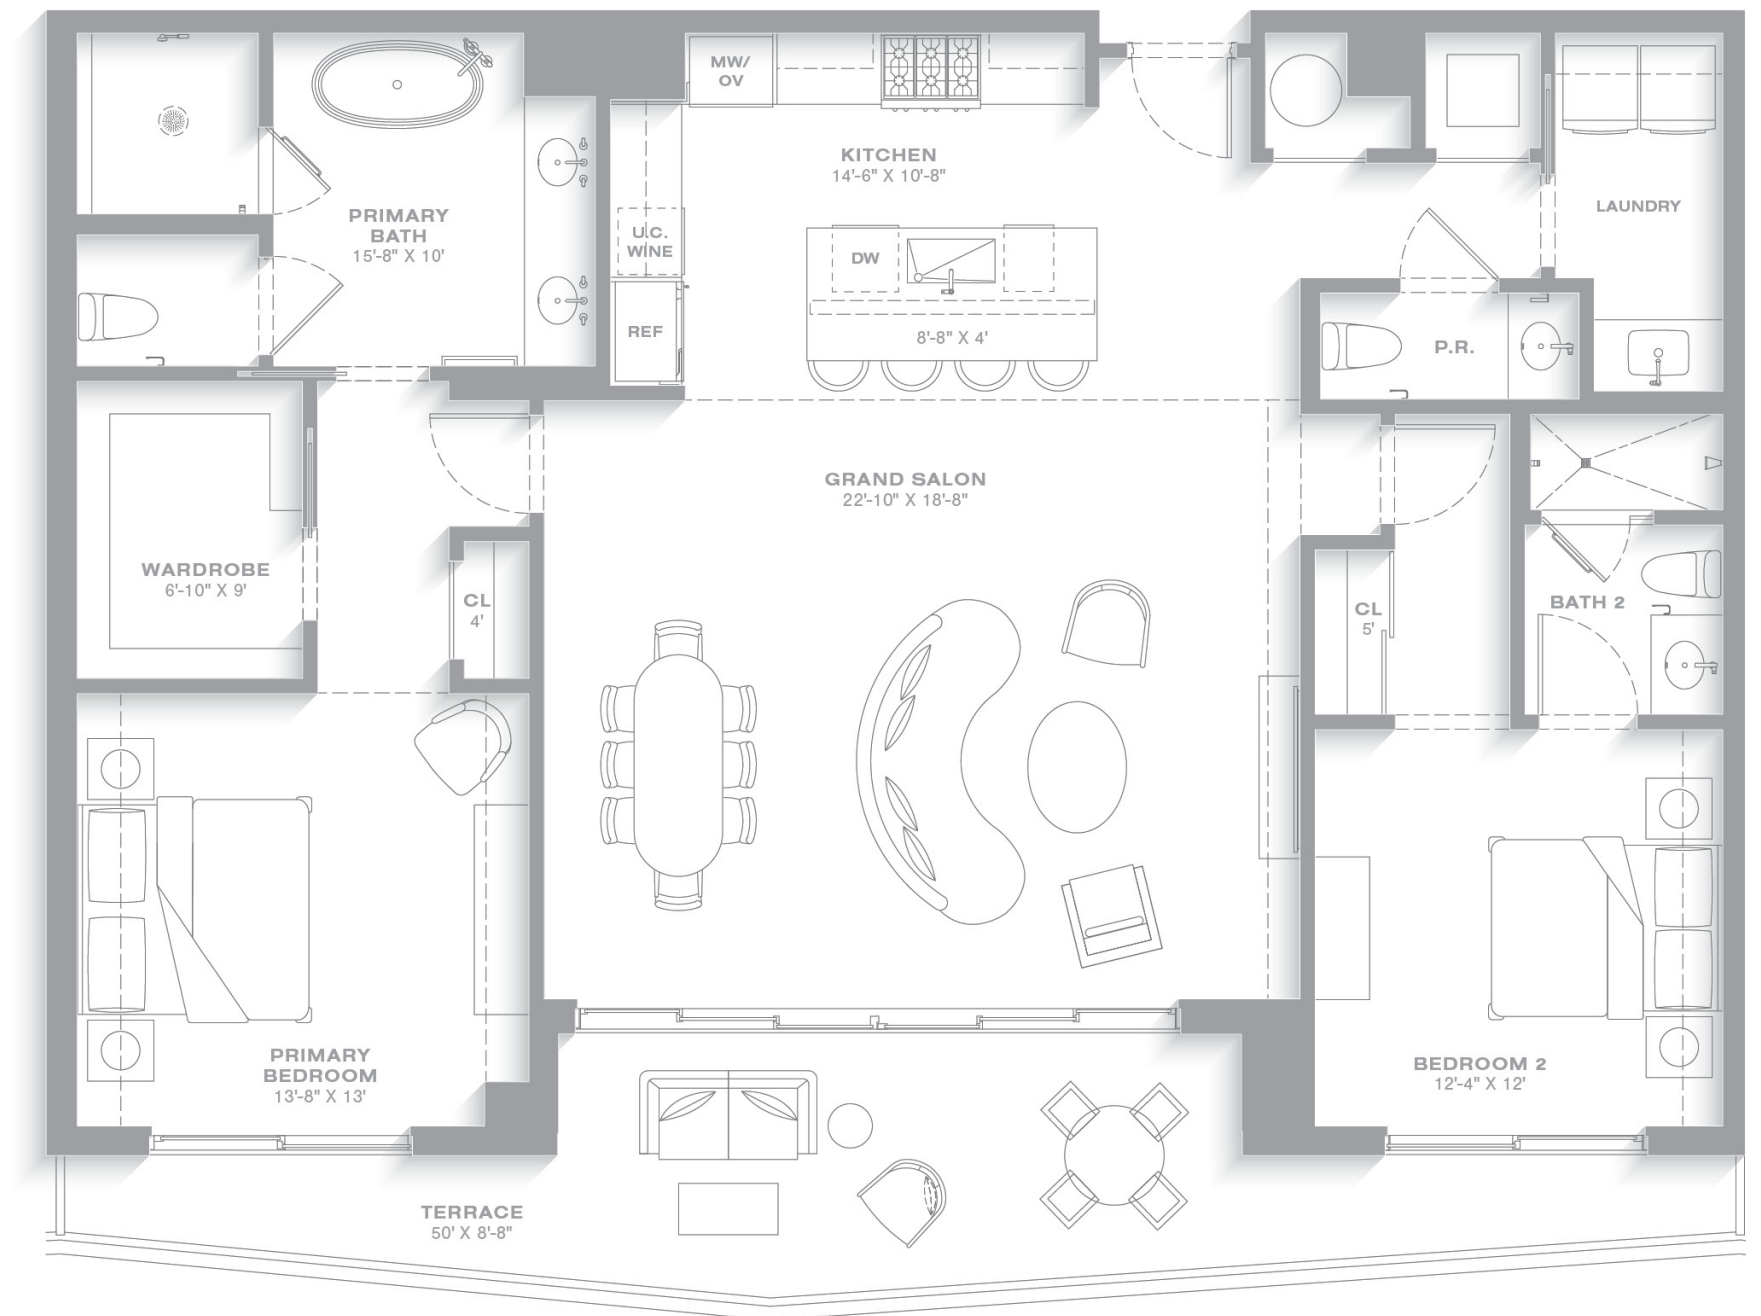 MW/
OV
KITCHEN
14'-6" X 10'-8"
PRIMARY
BATH
15'-8" X 10'
U.C.
WINE
DW
REF
8'-8" X 4'
LAUNDRY
P.R.
GRAND SALON
22'-10" X 18'-8"
WARDROBE
6'-10" X 9'
CL
4'
CL
5'
BATH 2
PRIMARY
BEDROOM
13'-8" X 13'
BEDROOM 2
12'-4" X 12'
TERRACE
50' X 8'-8"